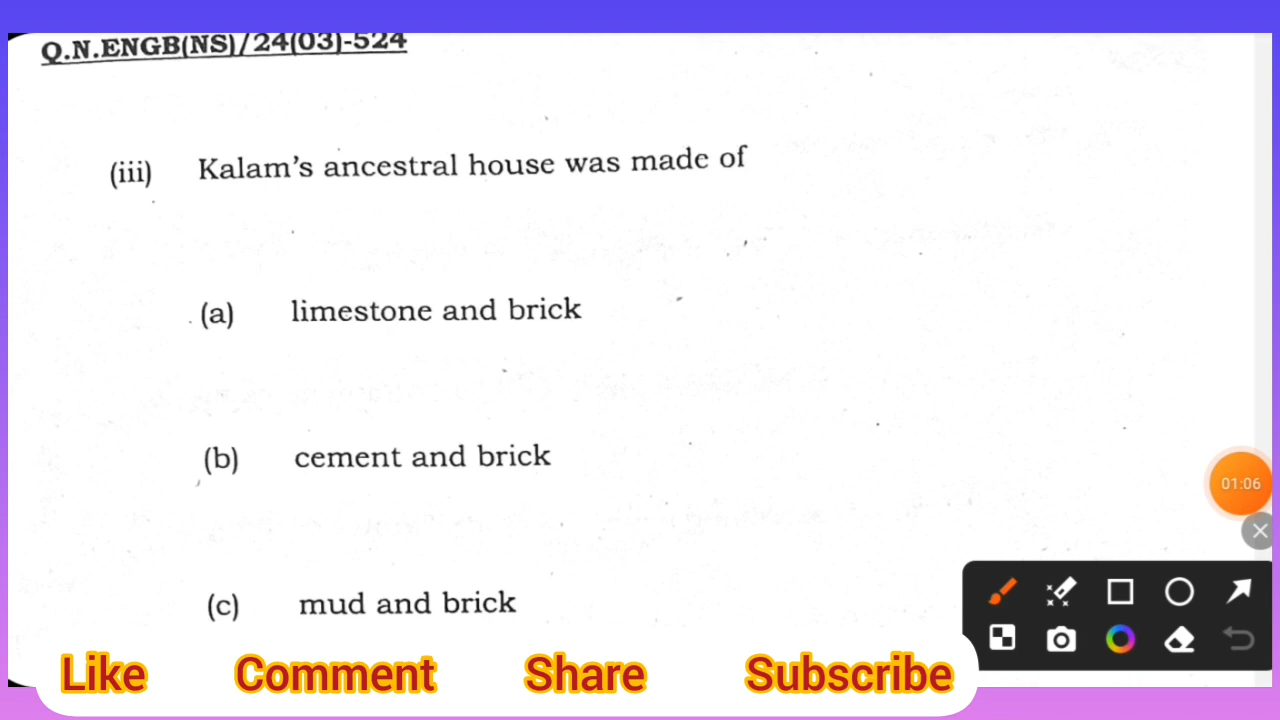 Q.N.ENGB(NS)/24(03)-524
(iii) Kalam's ancestral house was made of
(a) limestone and brick
(b) cement and brick
(c) mud and brick
01:06
Like Comment Share Subscribe